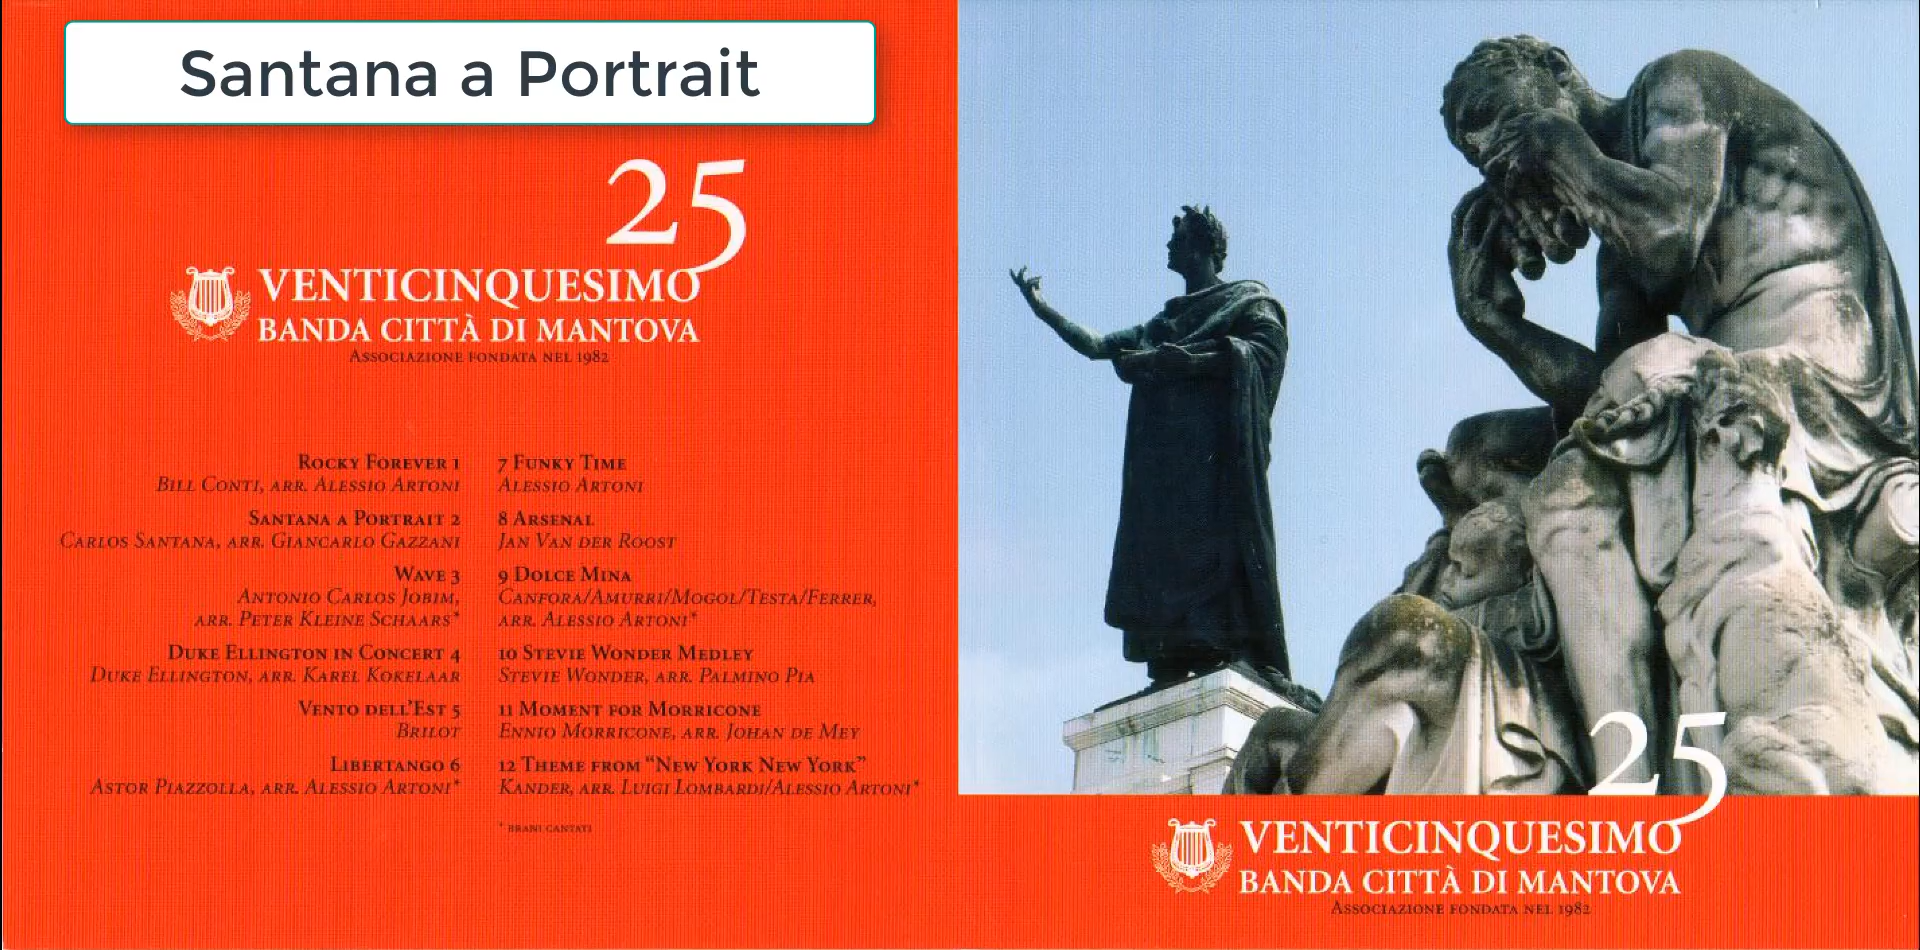 Santana a Portrait
25
VENTICINQUESIMO
BANDA CITTÀ DI MANTOVA
ASSOCIAZIONE FONDATA NEL 1982
ROCKY FOREVER 1
BILL CONTI, ARR. ALESSIO ARTONI
SANTANA A PORTRAIT 2
CARLOS SANTANA, ARR. GIANCARLO GAZZANI
WAVE 3
ANTONIO CARLOS JOBIM,
ARR. PETER KLEINE SCHAARS*
DUKE ELLINGTON IN CONCERT 4
DUKE ELLINGTON, ARR. KAREL KOKELAAR
VENTO DELL'EST 5
BRILOT
LIBERTANGO 6
ASTOR PIAZZOLLA, ARR. ALESSIO ARTONI*
7 FUNKY TIME
ALESSIO ARTONI
8 ARSENAL
JAN VAN DER ROOST
9 DOLCE MINA
CANFORA/AMURRI/MOGOL/TESTA/FERRER,
ARR. ALESSIO ARTONI*
10 STEVIE WONDER MEDLEY
STEVIE WONDER, ARR. PALMINO PIA
11 MOMENT FOR MORRICONE
ENNIO MORRICONE, ARR. JOHAN DE MEY
12 THEME FROM “NEW YORK NEW YORK”
KANDER, ARR. LUIGI LOMBARDI/ALESSIO ARTONI*
* BRANI CANTATI
25
VENTICINQUESIMO
BANDA CITTÀ DI MANTOVA
ASSOCIAZIONE FONDATA NEL 1982